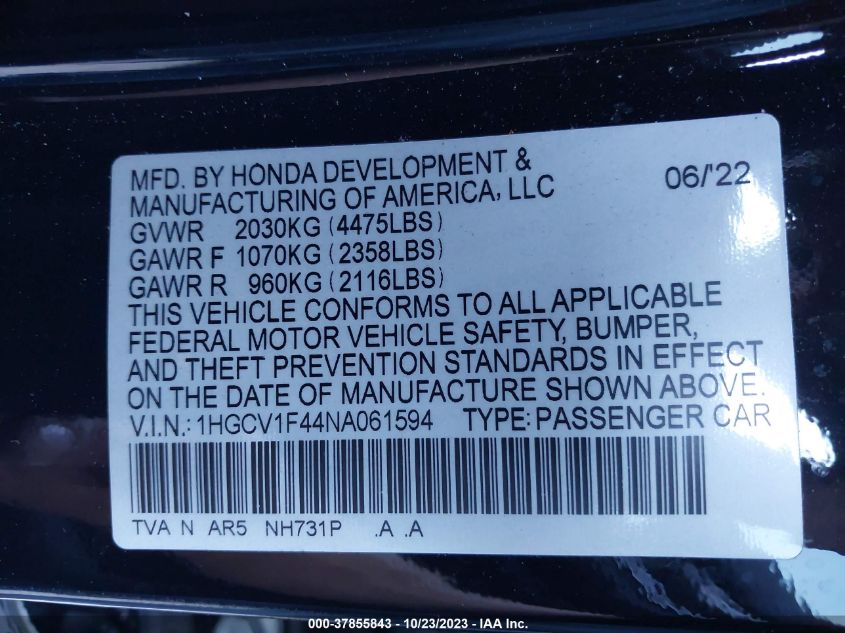 MFD. BY HONDA DEVELOPMENT &
MANUFACTURING OF AMERICA, LLC 06/'22
GVWR 2030KG (4475LBS)
GAWR F 1070KG (2358LBS)
GAWR R 960KG (2116LBS)
THIS VEHICLE CONFORMS TO ALL APPLICABLE
FEDERAL MOTOR VEHICLE SAFETY, BUMPER,
AND THEFT PREVENTION STANDARDS IN EFFECT
ON THE DATE OF MANUFACTURE SHOWN ABOVE.
V.I.N.: 1HGCV1F44NA061594 TYPE: PASSENGER CAR
TVA N AR5 NH731P .A .A
000-37855843 - 10/23/2023 - IAA Inc.